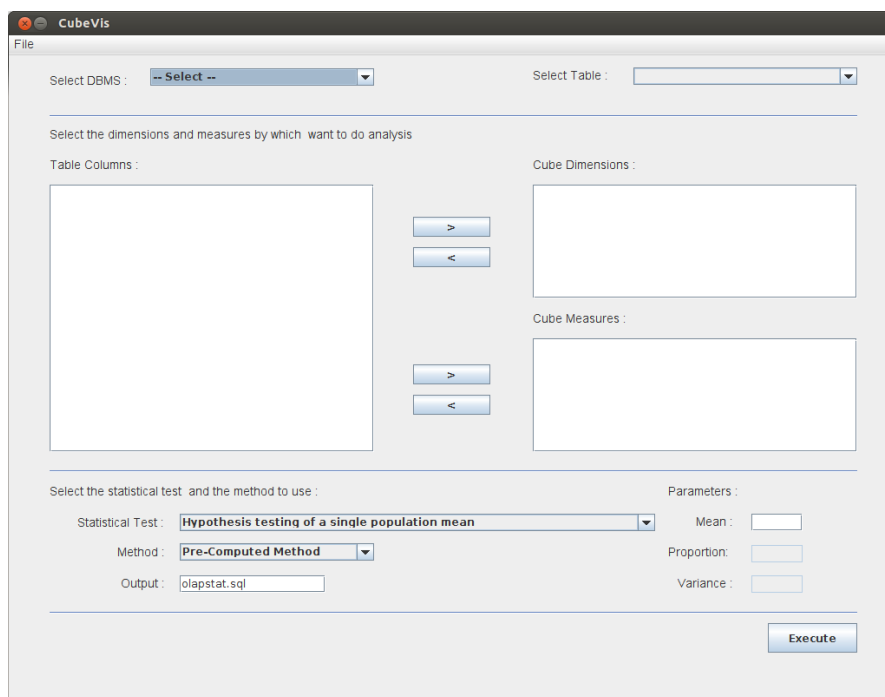 CubeVis
File
Select DBMS :
-- Select --
Select Table :
Select the dimensions and measures by which want to do analysis
Table Columns :
Cube Dimensions :
>
<
Cube Measures :
>
<
Select the statistical test and the method to use :
Parameters :
Statistical Test :
Hypothesis testing of a single population mean
Mean :
Method :
Pre-Computed Method
Proportion:
Output :
olapstat.sql
Variance :
Execute